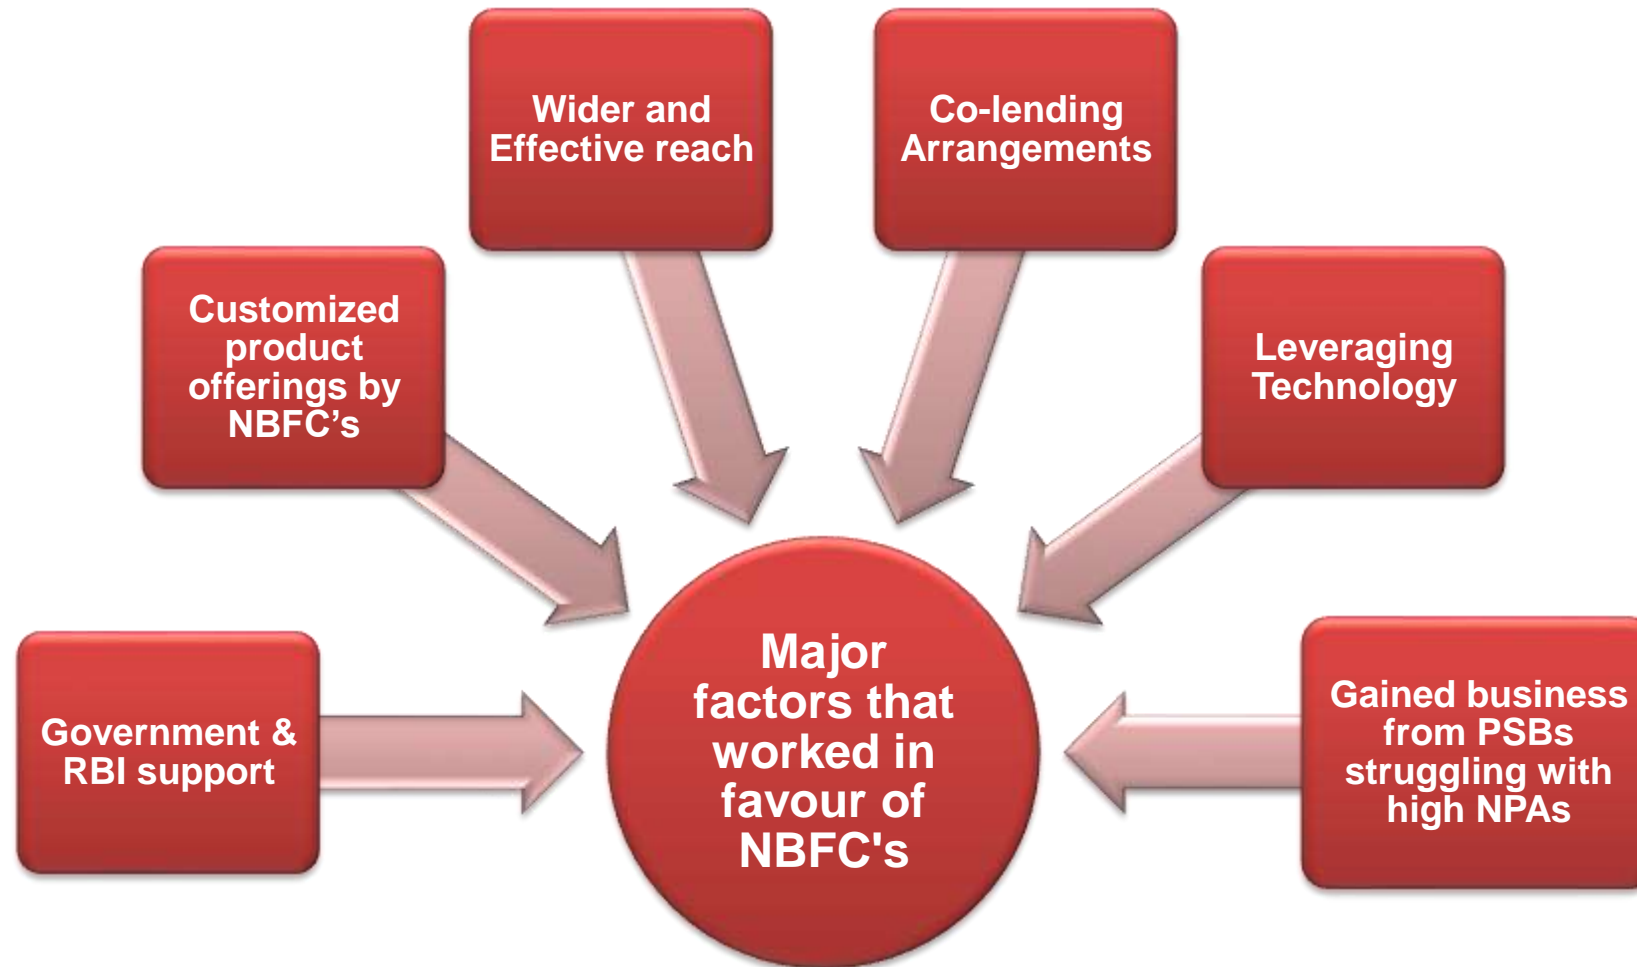 Wider and
Effective reach
Co-lending
Arrangements
Customized
product
offerings by
NBFC’s
Leveraging
Technology
Government &
RBI support
Major
factors that
worked in
favour of
NBFC's
Gained business
from PSBs
struggling with
high NPAs